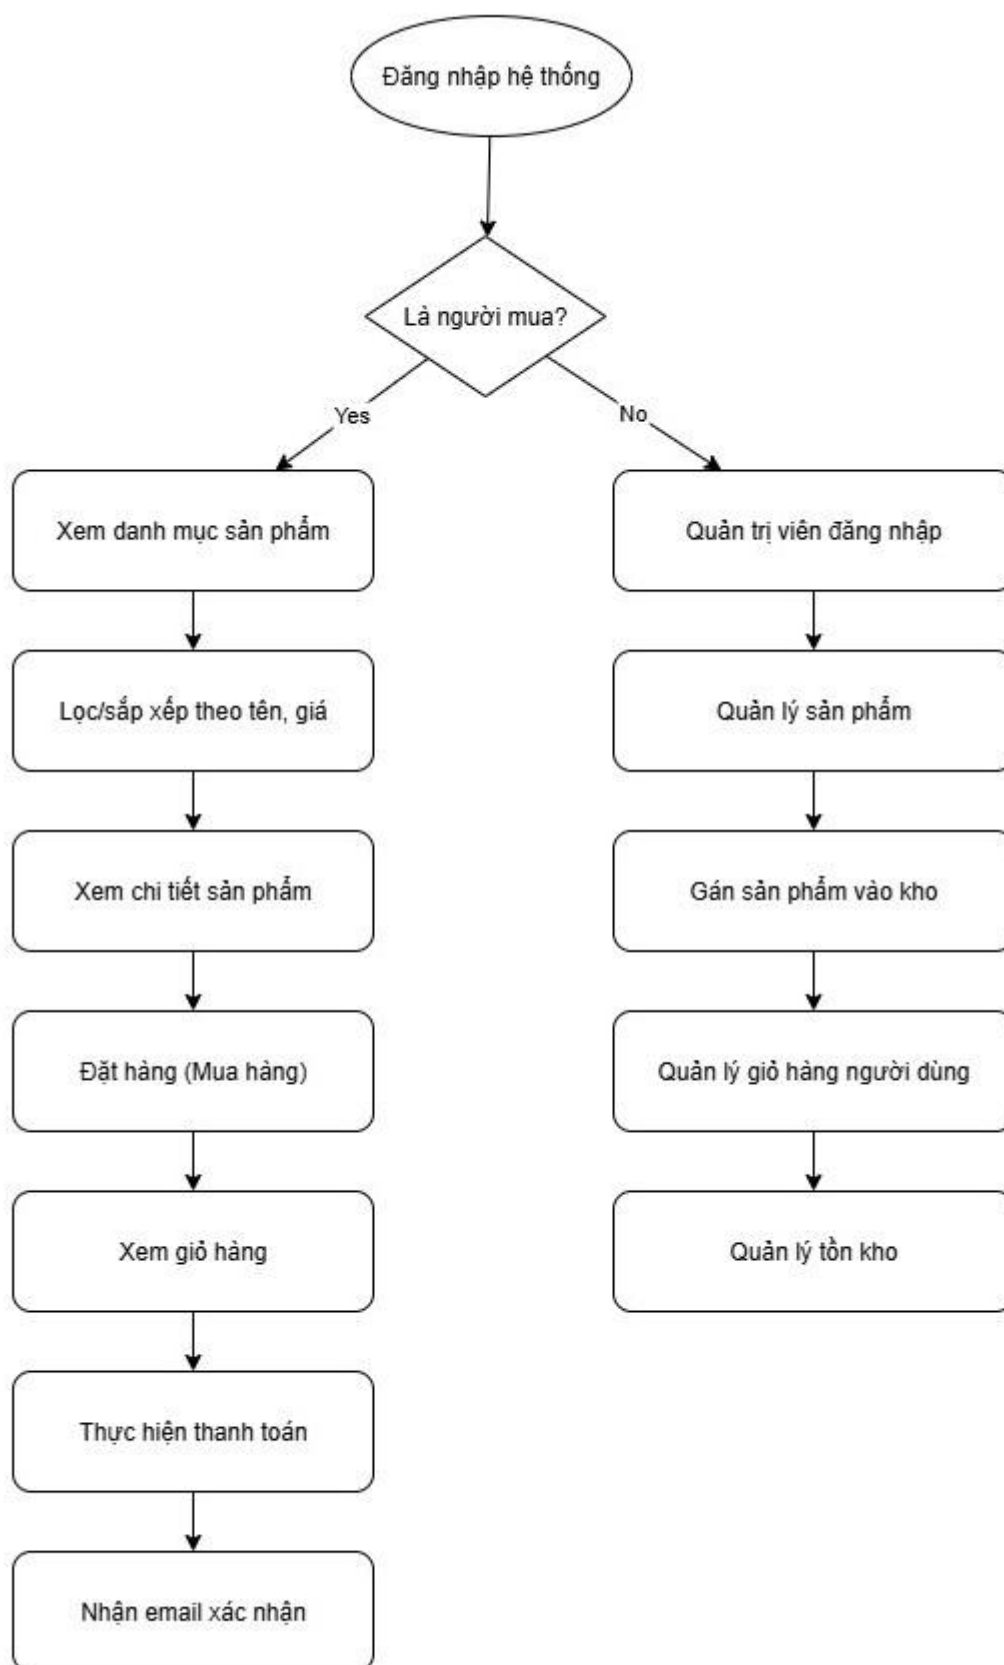 Đăng nhập hệ thống
Là người mua?
Yes
No
Xem danh mục sản phẩm
Quản trị viên đăng nhập
Lọc/sắp xếp theo tên, giá
Quản lý sản phẩm
Xem chi tiết sản phẩm
Gán sản phẩm vào kho
Đặt hàng (Mua hàng)
Quản lý giỏ hàng người dùng
Xem giỏ hàng
Quản lý tồn kho
Thực hiện thanh toán
Nhận email xác nhận